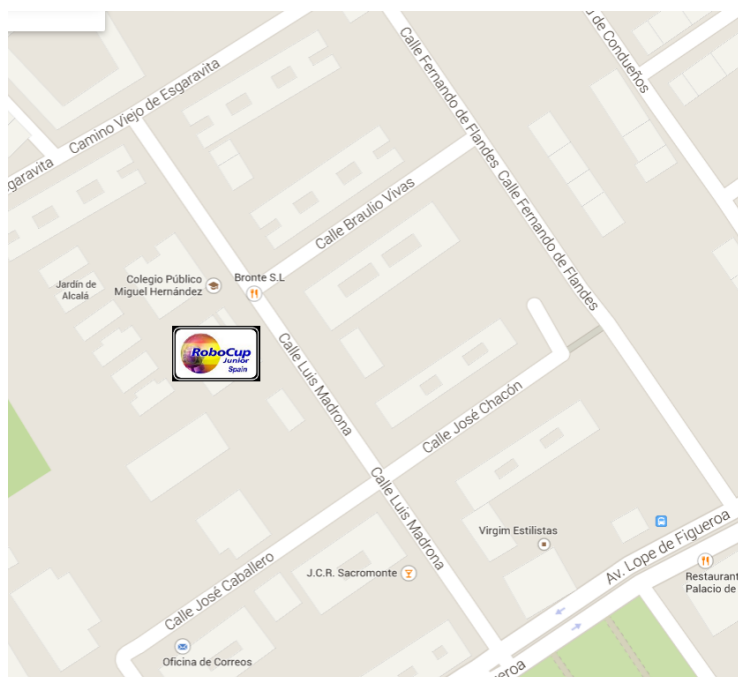 Calle Fernando de Flandes
de Condueños
Camino Viejo de Esgaravita
Esgaravita
Calle Fernando de Flandes
Calle Braulio Vivas
Jardín de
Alcalá
Colegio Público
Miguel Hernández
Bronte S.L
RoboCup
Junior
Spain
Calle Luis Madrona
Calle José Chacón
Calle Luis Madrona
Virgim Estilistas
Av. Lope de Figueroa
J.C.R. Sacromonte
Restaurant
Palacio de
Calle José Caballero
Oficina de Correos
eroa